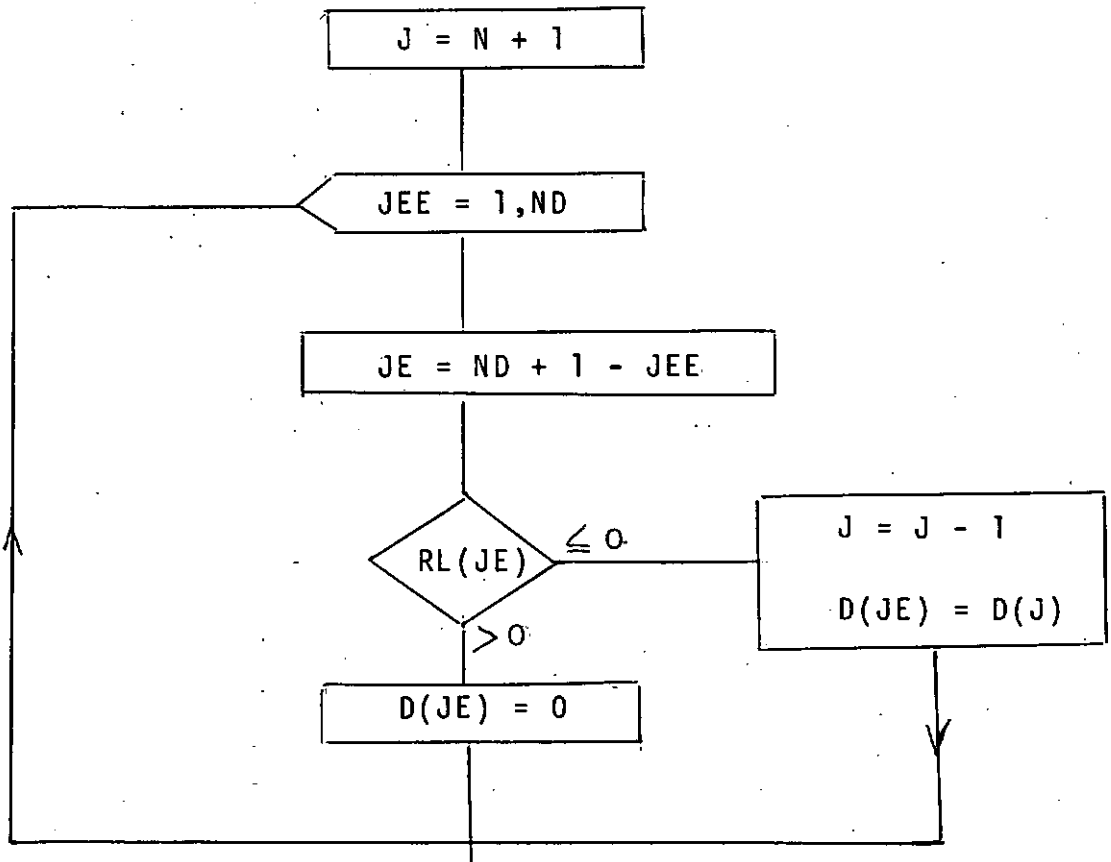 J = N + 1
JEE = 1,ND
JE = ND + 1 - JEE
RL(JE)
≦ 0
J = J - 1
D(JE) = D(J)
> 0
D(JE) = 0